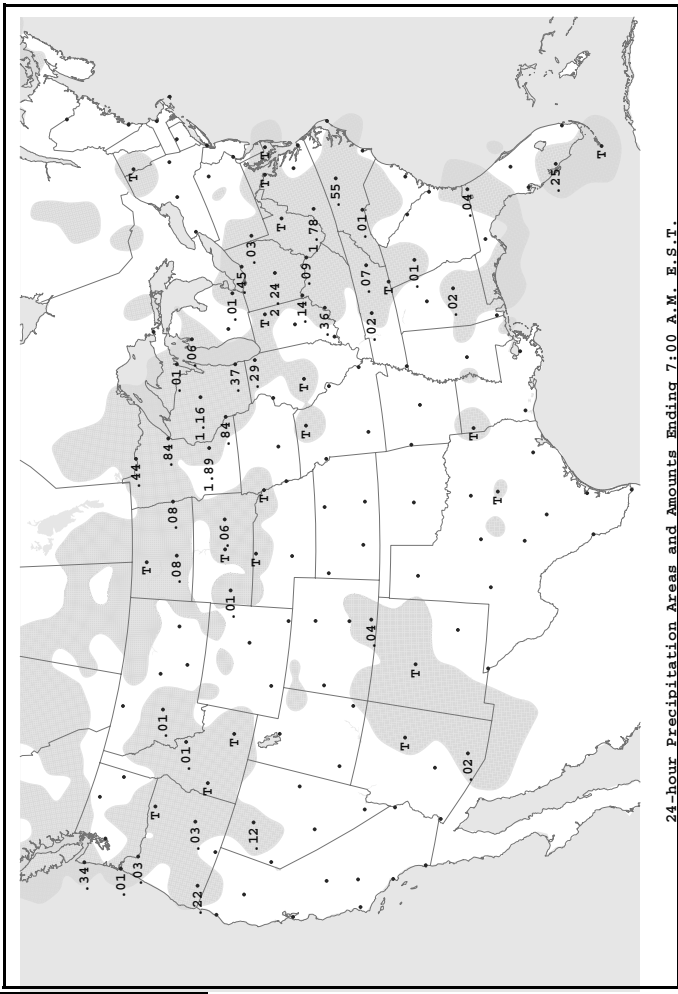 .34
.01
T
.44
.03
T
T
.01
.84
.08
.01
.08
.01
.06
.03
.22
1.16
T
1.89
T .06
.84
.01
.01
T
.37
.45
.03
.12
.29
T
T
T
T
T
2.24
T
.14
T
.09
T
1.78
.36
.55
.01
.07
.04
.02
T
T
.01
T
.02
.04
.02
T
T
.25
T
24-hour Precipitation Areas and Amounts Ending 7:00 A.M. E.S.T.